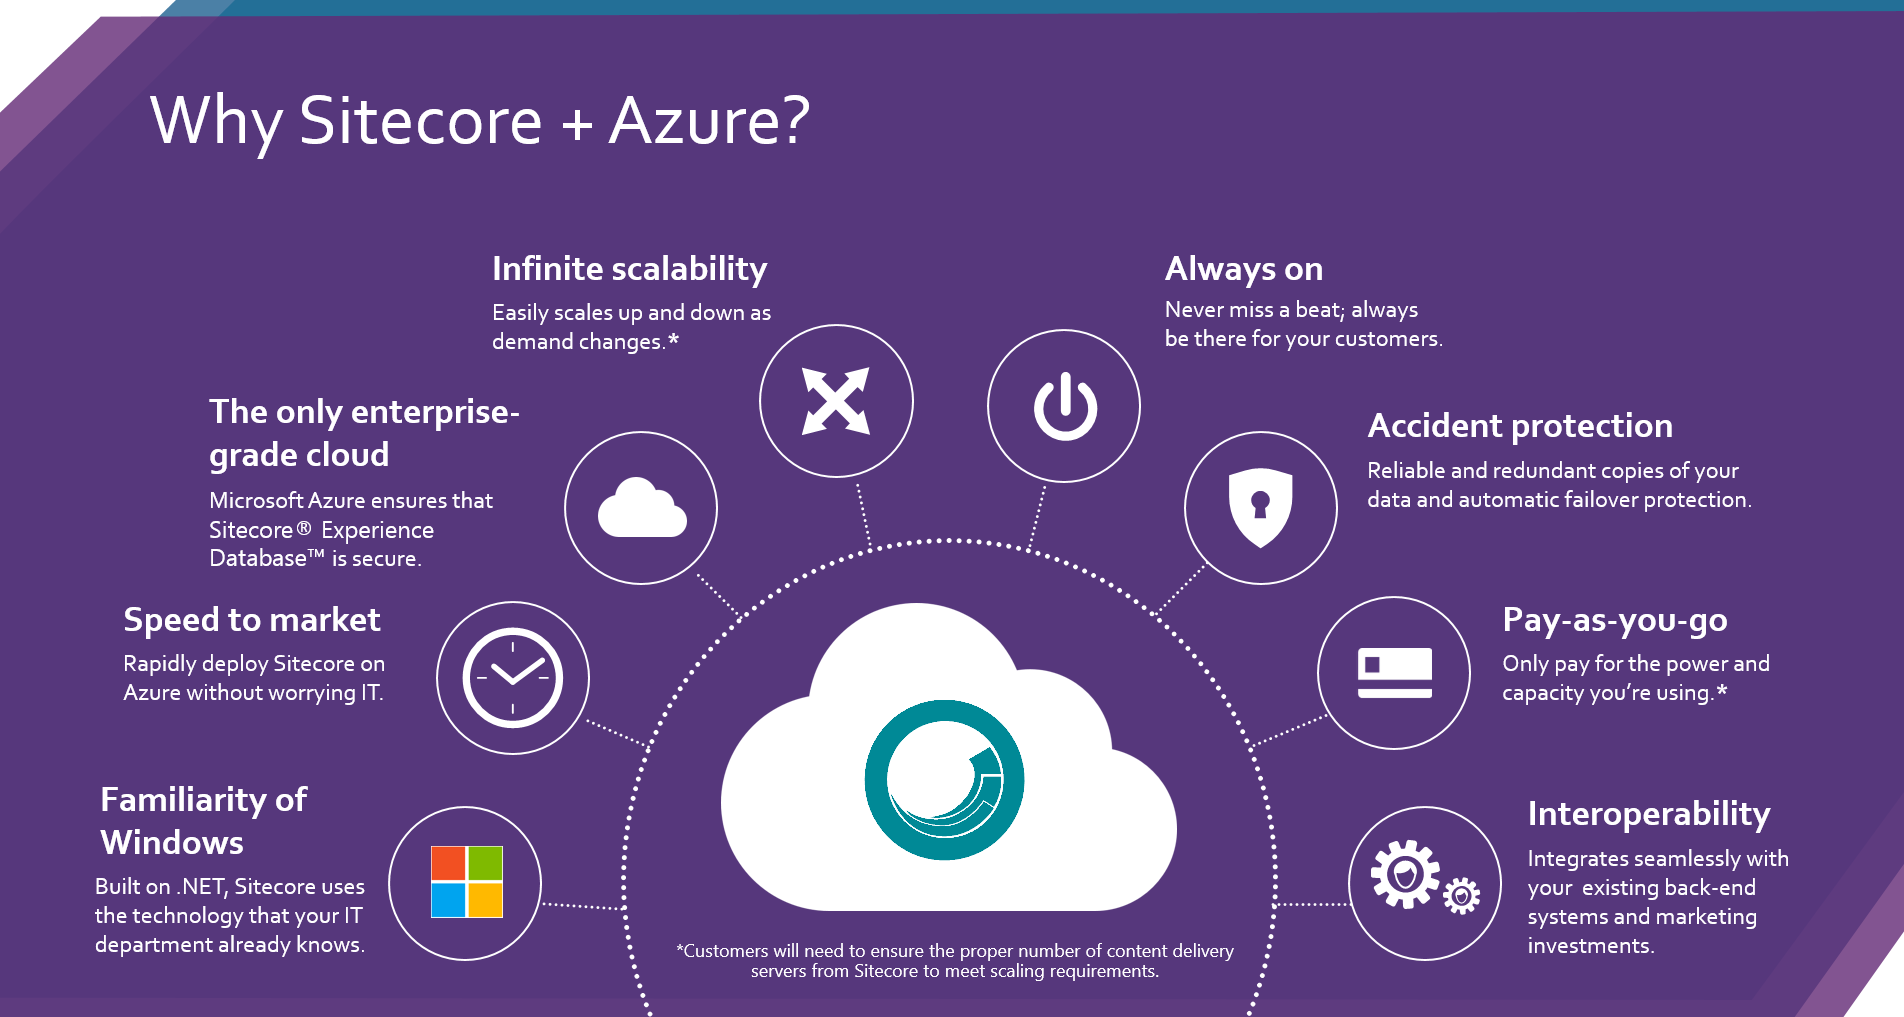 Why Sitecore + Azure?
Infinite scalability
Easily scales up and down as
demand changes.*
Always on
Never miss a beat; always
be there for your customers.
The only enterprise-
grade cloud
Microsoft Azure ensures that
Sitecore® Experience
Database™ is secure.
Accident protection
Reliable and redundant copies of your
data and automatic failover protection.
Speed to market
Rapidly deploy Sitecore on
Azure without worrying IT.
Pay-as-you-go
Only pay for the power and
capacity you’re using.*
Familiarity of
Windows
Built on .NET, Sitecore uses
the technology that your IT
department already knows.
Interoperability
Integrates seamlessly with
your existing back-end
systems and marketing
investments.
*Customers will need to ensure the proper number of content delivery
servers from Sitecore to meet scaling requirements.